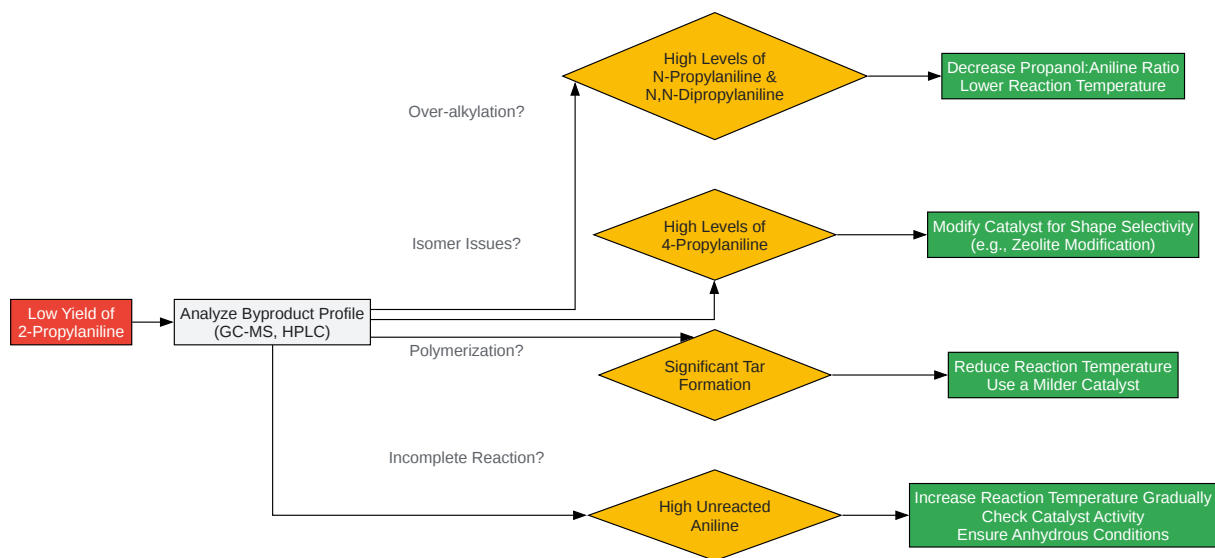 High Levels of
N-Propylaniline &
N,N-Dipropylaniline
Decrease Propanol:Aniline Ratio
Lower Reaction Temperature
Over-alkylation?
High Levels of
4-Propylaniline
Modify Catalyst for Shape Selectivity
(e.g., Zeolite Modification)
Isomer Issues?
Low Yield of
2-Propylaniline
Analyze Byproduct Profile
(GC-MS, HPLC)
Polymerization?
Significant Tar
Formation
Reduce Reaction Temperature
Use a Milder Catalyst
Incomplete Reaction?
High Unreacted
Aniline
Increase Reaction Temperature Gradually
Check Catalyst Activity
Ensure Anhydrous Conditions